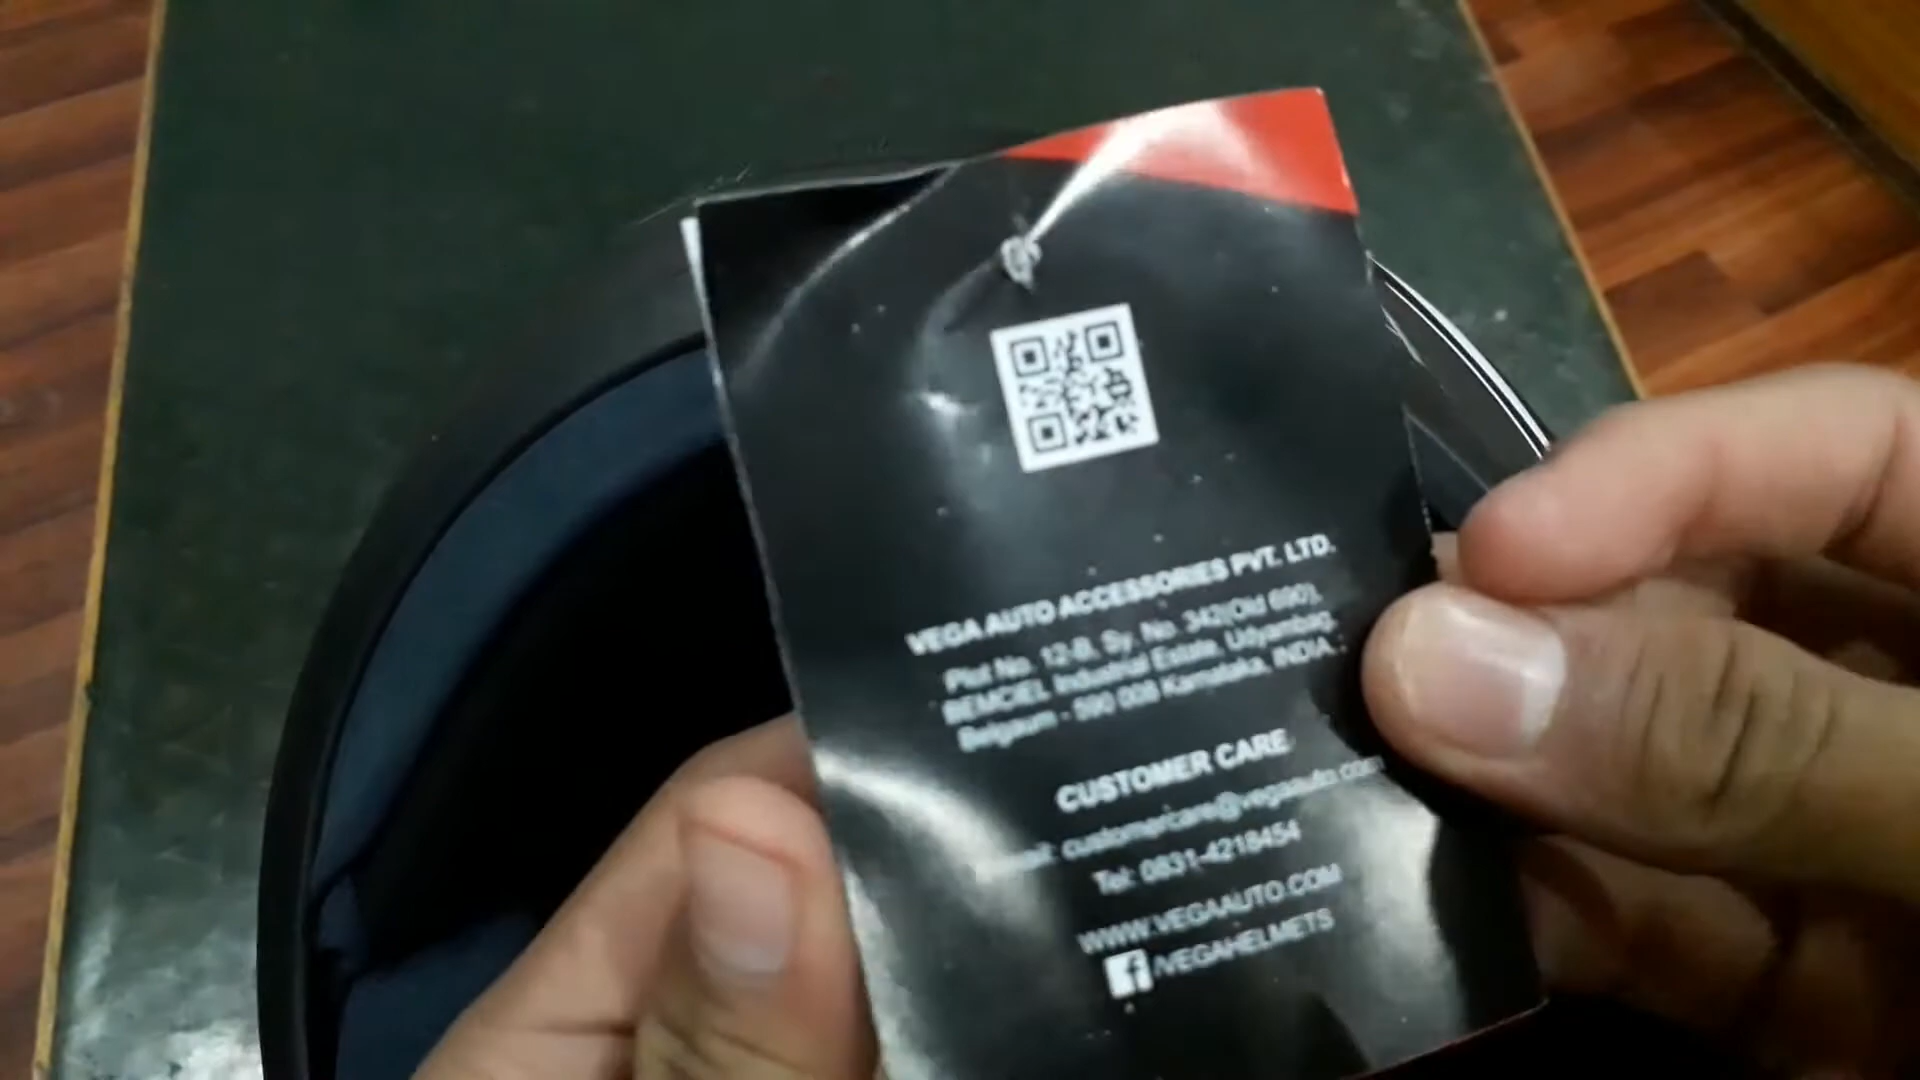 VEGA AUTO ACCESSORIES PVT. LTD.
Plot No. 12-B, Sy. No. 342(Old 690),
BEMCIEL Industrial Estate, Udyambag,
Belgaum - 590 008 Karnataka, INDIA.
CUSTOMER CARE
customercare@vegaauto.com
Tel: 0831-4218454
WWW.VEGAAUTO.COM
f/VEGAHELMETS